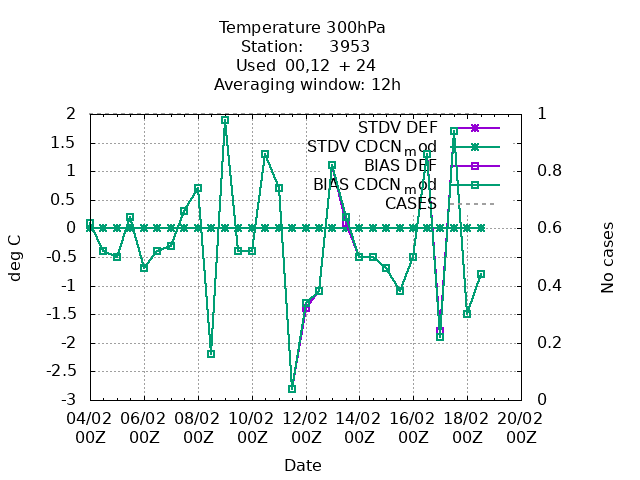 Temperature 300hPa
Station: 3953
Used 00,12 + 24
Averaging window: 12h
STDV DEF
STDV CDCN_mod
BIAS DEF
BIAS CDCN_mod
CASES
2
1.5
1
0.5
0
-0.5
-1
-1.5
-2
-2.5
-3
deg C
1
0.8
0.6
0.4
0.2
0
No cases
04/02 06/02 08/02 10/02 12/02 14/02 16/02 18/02 20/02
00Z 00Z 00Z 00Z 00Z 00Z 00Z 00Z 00Z
Date